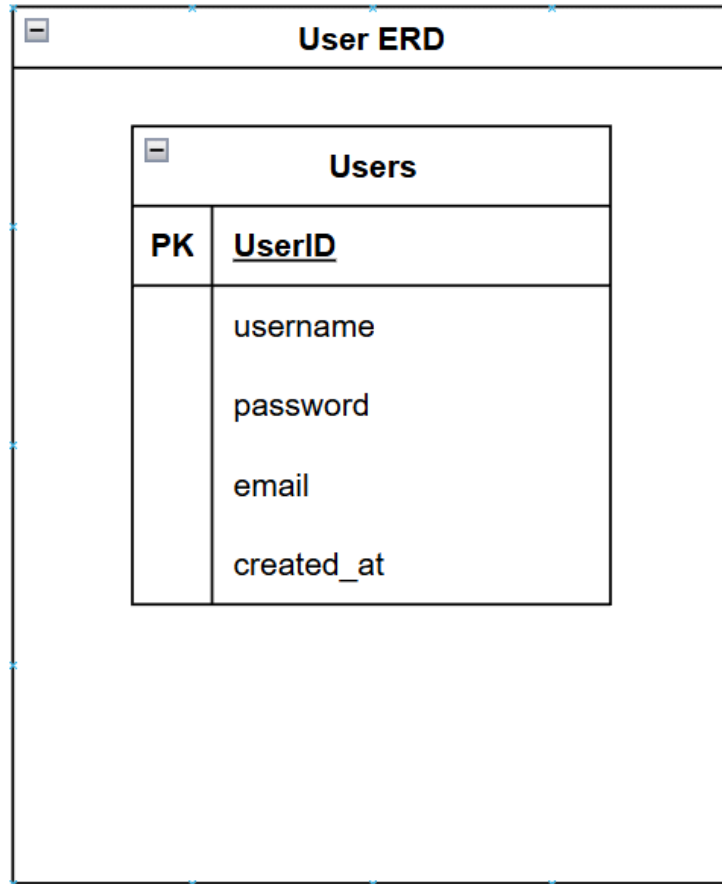 User ERD
Users
PK UserID
username
password
email
created_at